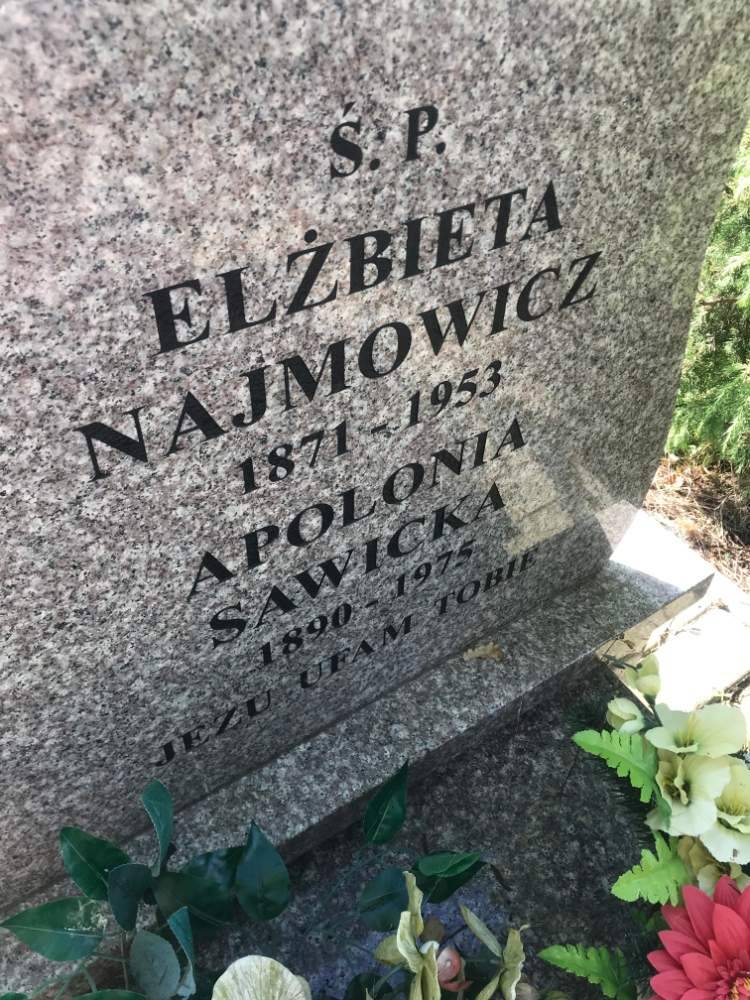 Ś. P.
ELŻBIETA
NAJMOWICZ
1871 - 1953
APOLONIA
SAWICKA
1890 - 1975
JEZU UFAM TOBIE